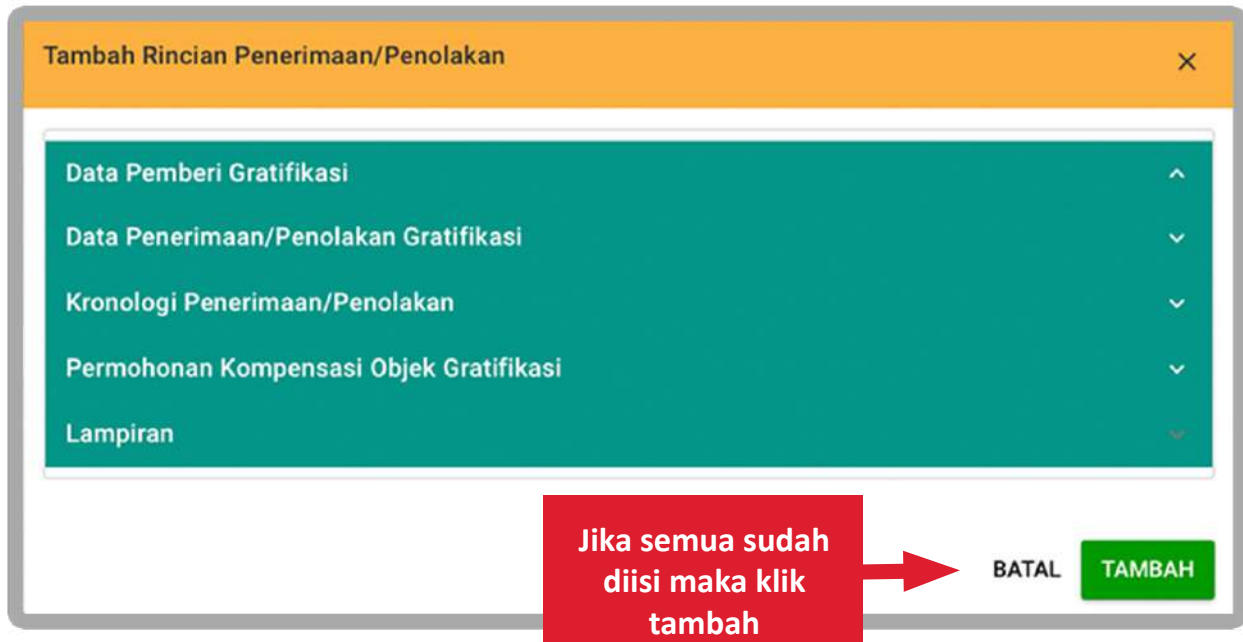 Tambah Rincian Penerimaan/Penolakan
Data Pemberi Gratifikasi
Data Penerimaan/Penolakan Gratifikasi
Kronologi Penerimaan/Penolakan
Permohonan Kompensasi Objek Gratifikasi
Lampiran
Jika semua sudah
diisi maka klik
tambah
BATAL TAMBAH